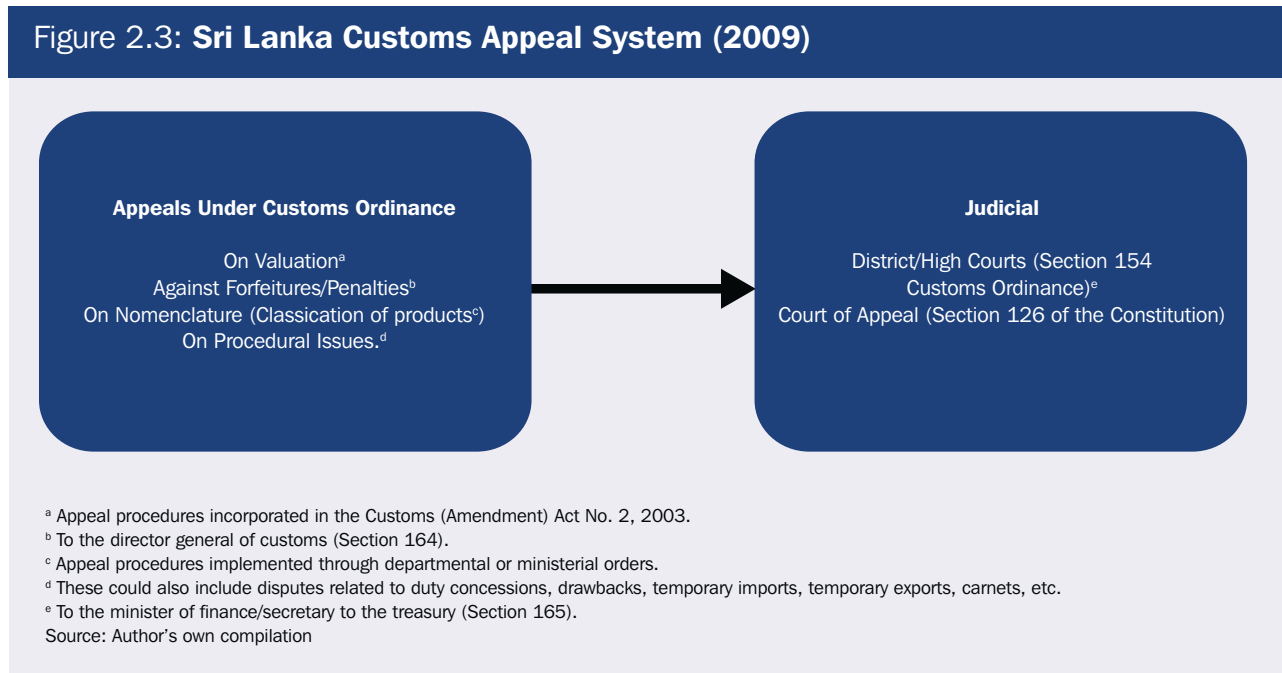 Figure 2.3: Sri Lanka Customs Appeal System (2009)
Appeals Under Customs Ordinance
On Valuationᵃ
Against Forfeitures/Penaltiesᵇ
On Nomenclature (Classication of productsᶜ)
On Procedural Issues.ᵈ
Judicial
District/High Courts (Section 154
Customs Ordinance)ᵉ
Court of Appeal (Section 126 of the Constitution)
ᵃ Appeal procedures incorporated in the Customs (Amendment) Act No. 2, 2003.
ᵇ To the director general of customs (Section 164).
ᶜ Appeal procedures implemented through departmental or ministerial orders.
ᵈ These could also include disputes related to duty concessions, drawbacks, temporary imports, temporary exports, carnets, etc.
ᵉ To the minister of finance/secretary to the treasury (Section 165).
Source: Author’s own compilation